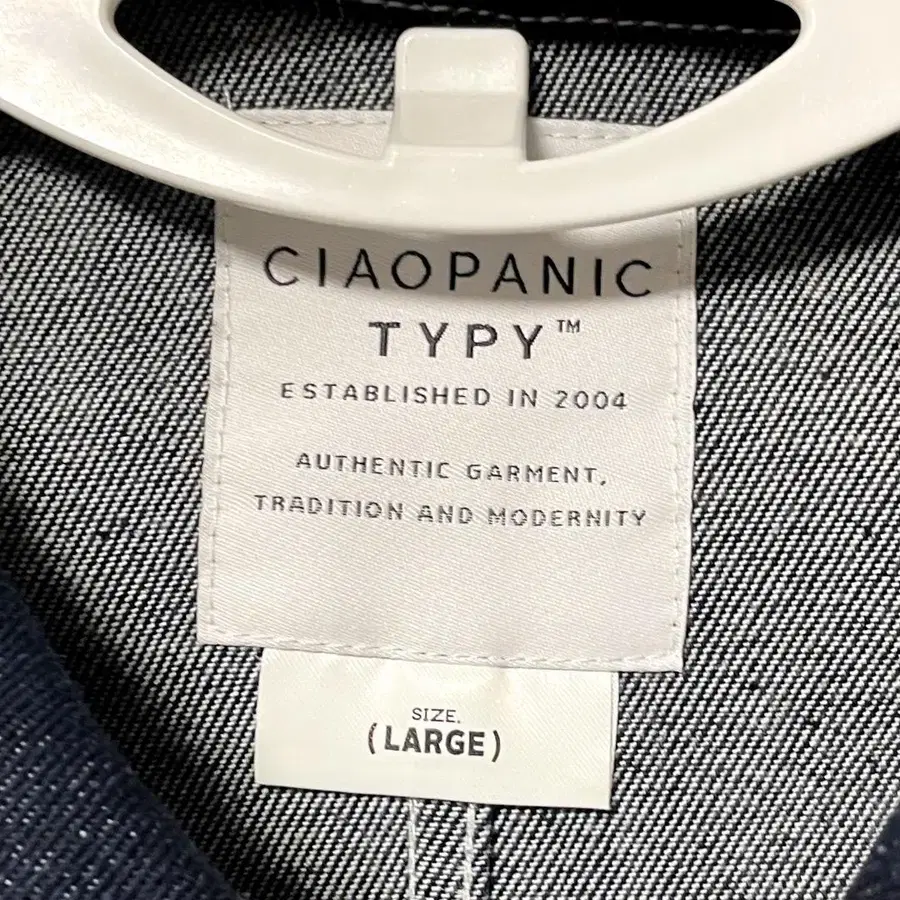 CIAOPANIC
TYPY™
ESTABLISHED IN 2004
AUTHENTIC GARMENT,
TRADITION AND MODERNITY
SIZE.
(LARGE)